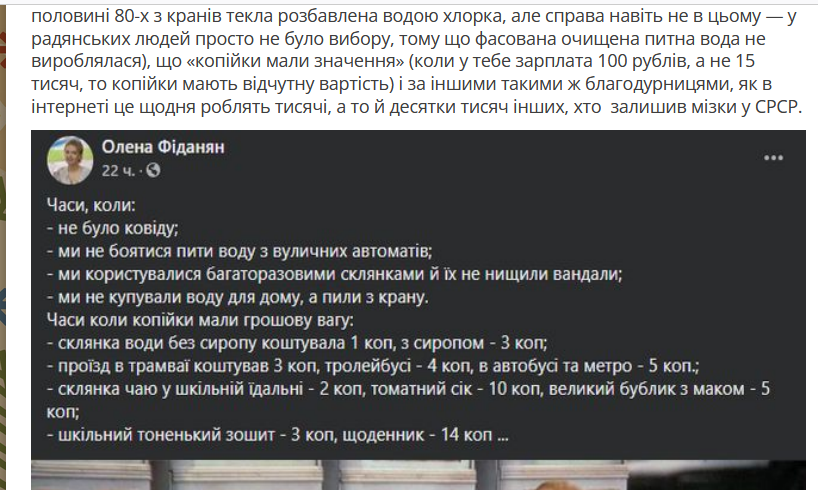 половині 80-х з кранів текла розбавлена водою хлорка, але справа навіть не в цьому — у
радянських людей просто не було вибору, тому що фасована очищена питна вода не
вироблялася), що «копійки мали значення» (коли у тебе зарплата 100 рублів, а не 15
тисяч, то копійки мають відчутну вартість) і за іншими такими ж благодурницями, як в
інтернеті це щодня роблять тисячі, а то й десятки тисяч інших, хто залишив мізки у СРСР.
Олена Фіданян
22 ч. ·
Часи, коли:
- не було ковіду;
- ми не боятися пити воду з вуличних автоматів;
- ми користувалися багаторазовими склянками й їх не нищили вандали;
- ми не купували воду для дому, а пили з крану.
Часи коли копійки мали грошову вагу:
- склянка води без сиропу коштувала 1 коп, з сиропом - 3 коп;
- проїзд в трамваї коштував 3 коп, тролейбусі - 4 коп, в автобусі та метро - 5 коп.;
- склянка чаю у шкільній їдальні - 2 коп, томатний сік - 10 коп, великий бублик з маком - 5
коп;
- шкільний тоненький зошит - 3 коп, щоденник - 14 коп ...